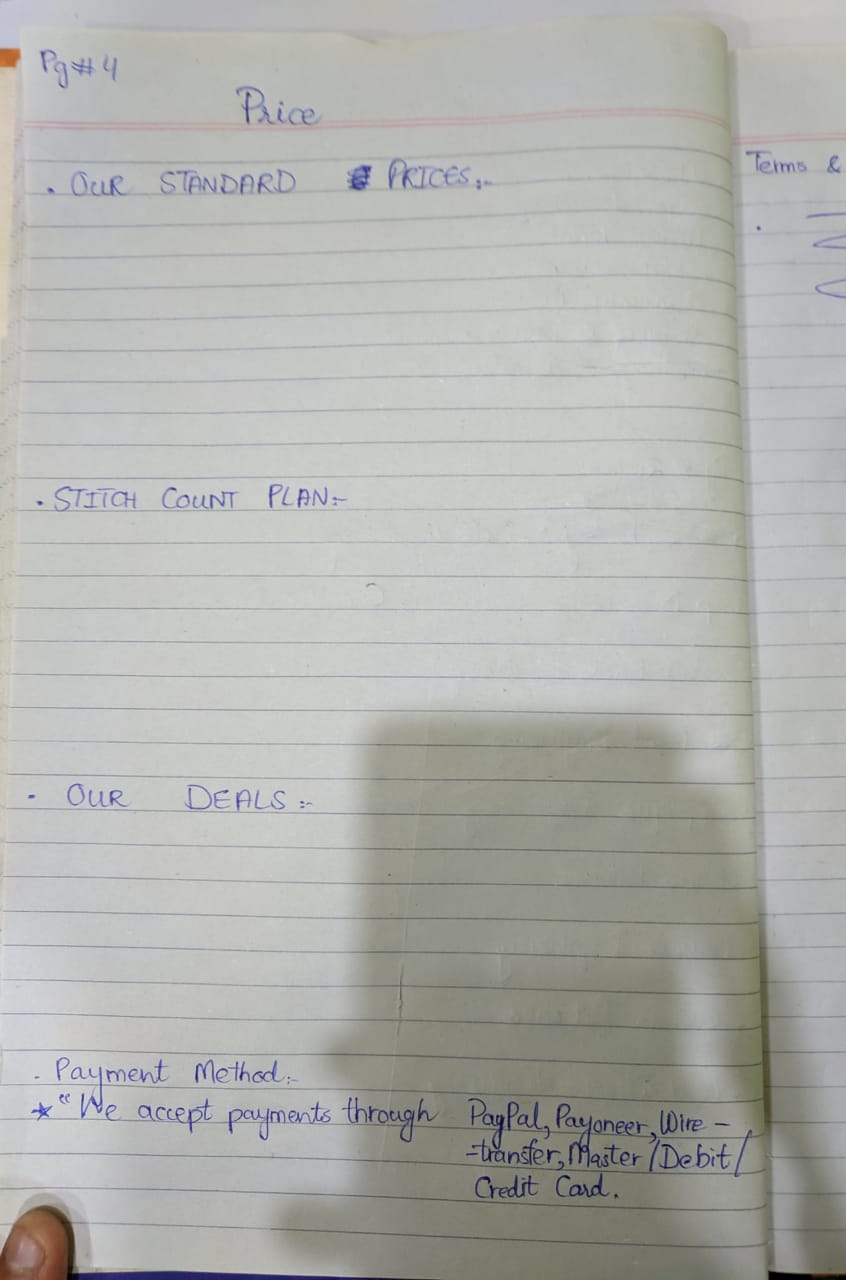 Pg#4
Price
. OUR STANDARD PRICES:-
. STITCH COUNT PLAN:-
- OUR DEALS :-
. Payment Method:-
* "We accept payments through PayPal, Payoneer, Wire-
-transfer, Master/Debit/
Credit Card.
Terms &